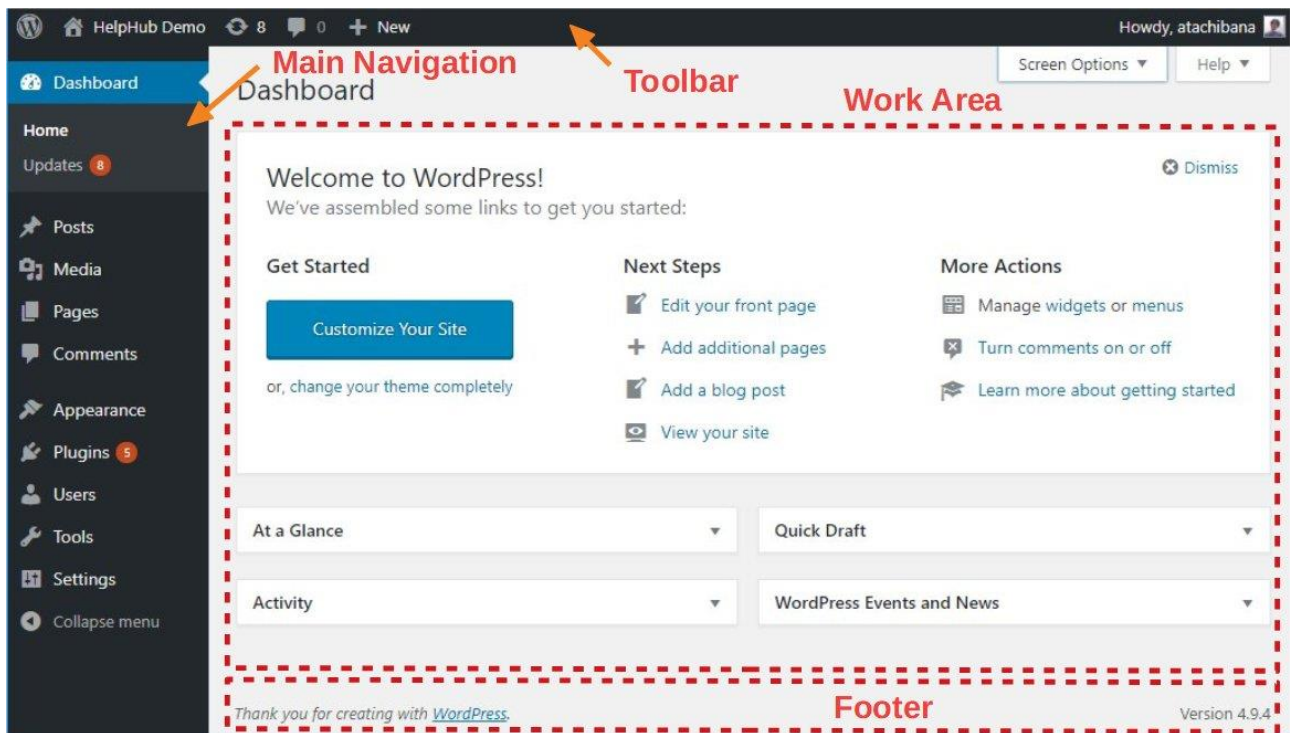 HelpHub Demo 8 0 New Howdy, atachibana
Main Navigation
Toolbar
Screen Options Help
Work Area
Dashboard
Dashboard
Home
Updates 8
Posts
Media
Pages
Comments
Appearance
Plugins 5
Users
Tools
Settings
Collapse menu
Welcome to WordPress!
Dismiss
We've assembled some links to get you started:
Get Started
Customize Your Site
or, change your theme completely
Next Steps
Edit your front page
Add additional pages
Add a blog post
View your site
More Actions
Manage widgets or menus
Turn comments on or off
Learn more about getting started
At a Glance
Quick Draft
Activity
WordPress Events and News
Footer
Thank you for creating with WordPress.
Version 4.9.4